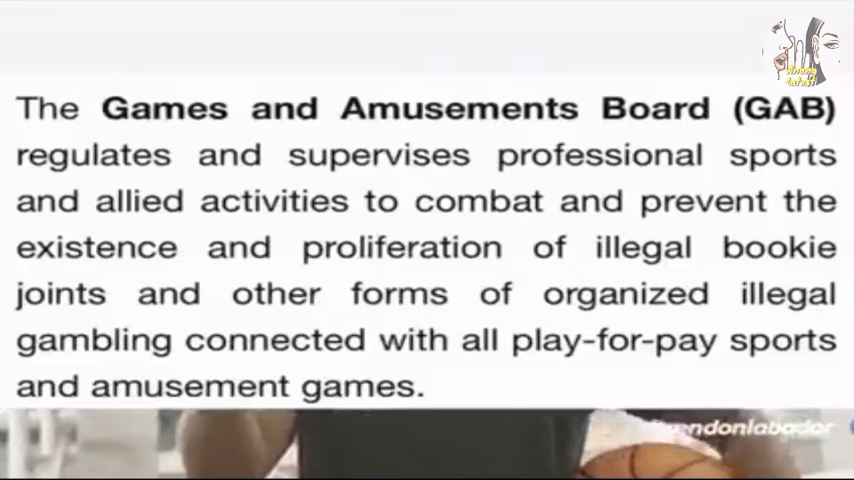 The Games and Amusements Board (GAB)
regulates and supervises professional sports
and allied activities to combat and prevent the
existence and proliferation of illegal bookie
joints and other forms of organized illegal
gambling connected with all play-for-pay sports
and amusement games.